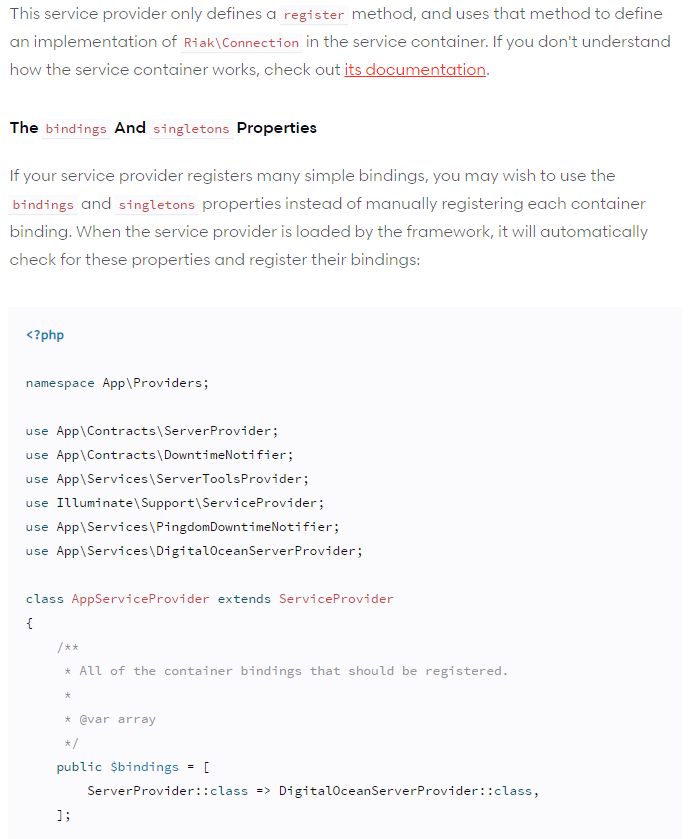 This service provider only defines a register method, and uses that method to define
an implementation of Riak\Connection in the service container. If you don't understand
how the service container works, check out its documentation.
The bindings And singletons Properties
If your service provider registers many simple bindings, you may wish to use the
bindings and singletons properties instead of manually registering each container
binding. When the service provider is loaded by the framework, it will automatically
check for these properties and register their bindings:
<?php
namespace App\Providers;
use App\Contracts\ServerProvider;
use App\Contracts\DowntimeNotifier;
use App\Services\ServerToolsProvider;
use Illuminate\Support\ServiceProvider;
use App\Services\PingdomDowntimeNotifier;
use App\Services\DigitalOceanServerProvider;
class AppServiceProvider extends ServiceProvider
{
    /**
     * All of the container bindings that should be registered.
     *
     * @var array
     */
    public $bindings = [
        ServerProvider::class => DigitalOceanServerProvider::class,
    ];